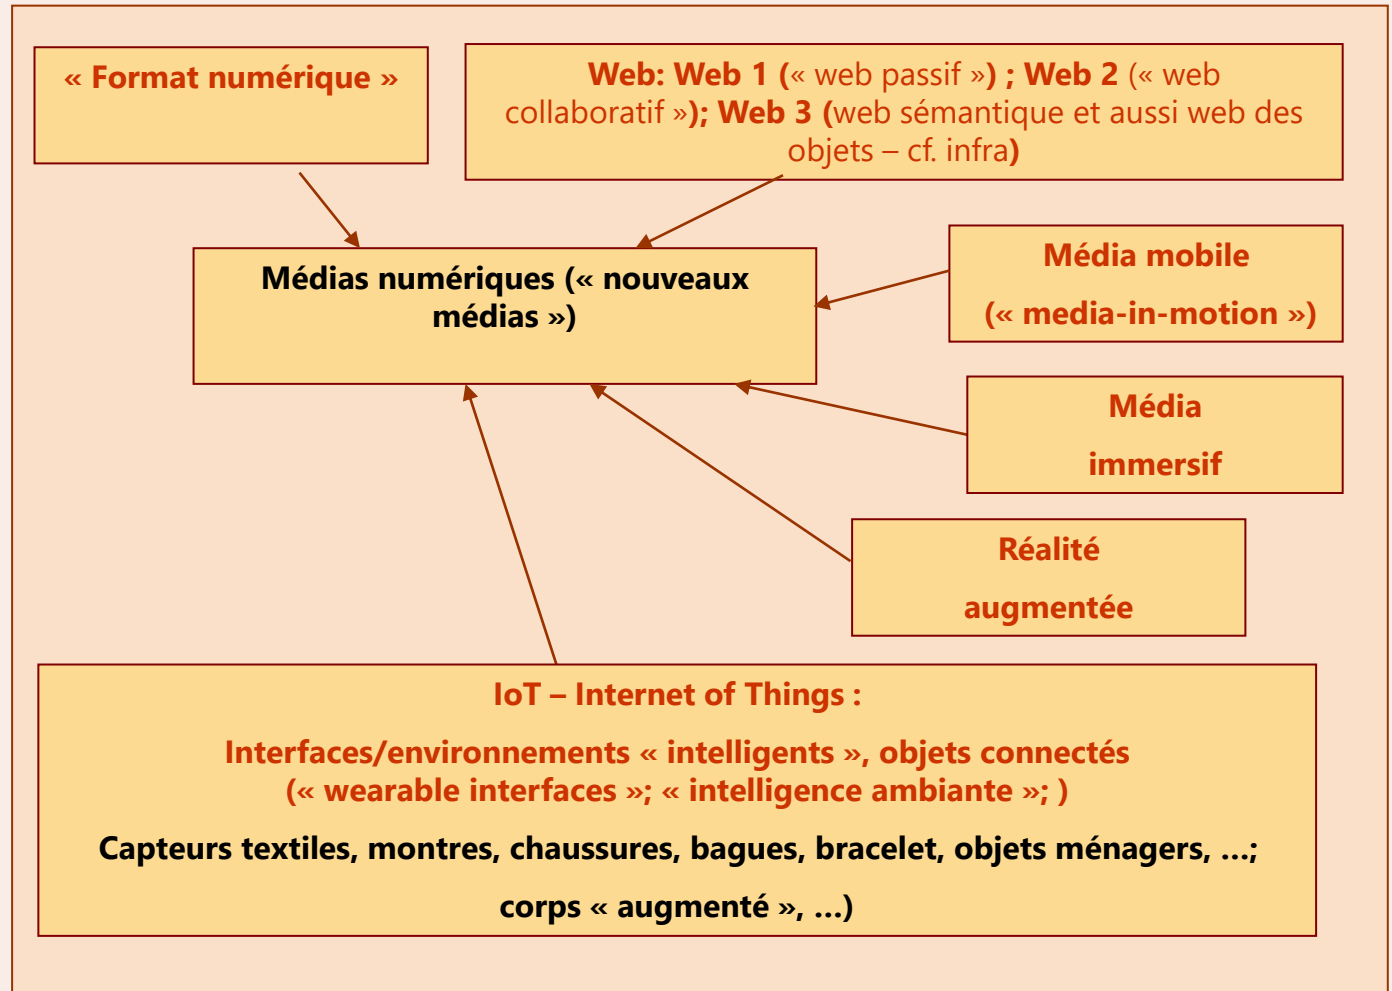 « Format numérique »
Web: Web 1 (« web passif ») ; Web 2 (« web
collaboratif »); Web 3 (web sémantique et aussi web des
objets – cf. infra)
Médias numériques (« nouveaux
médias »)
Média mobile
(« media-in-motion »)
Média
immersif
Réalité
augmentée
IoT – Internet of Things :
Interfaces/environnements « intelligents », objets connectés
(« wearable interfaces »; « intelligence ambiante »; )
Capteurs textiles, montres, chaussures, bagues, bracelet, objets ménagers, …;
corps « augmenté », …)